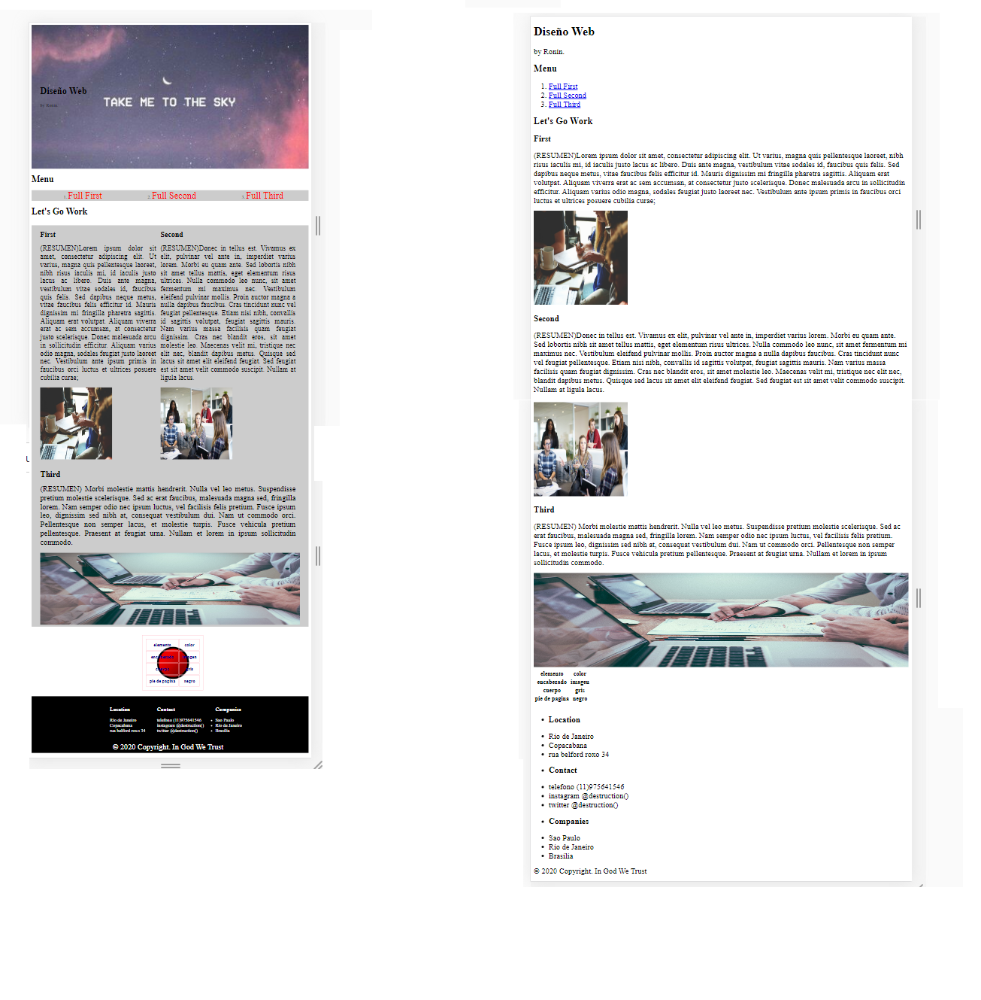 Diseño Web
TAKE ME TO THE SKY
by Ronin.
Menu
1. Full First 2. Full Second 3. Full Third
Let's Go Work
First
(RESUMEN)Lorem ipsum dolor sit
amet, consectetur adipiscing elit. Ut
varius, magna quis pellentesque laoreet,
nibh risus iaculis mi, id iaculis justo
lacus ac libero. Duis ante magna,
vestibulum vitae sodales id, faucibus
quis felis. Sed dapibus neque metus,
vitae faucibus felis efficitur id. Mauris
dignissim mi fringilla pharetra sagittis.
Aliquam erat volutpat. Aliquam viverra
erat ac sem accumsan, at consectetur
justo scelerisque. Donec malesuada arcu
in sollicitudin efficitur. Aliquam varius
odio magna, sodales feugiat justo laoreet
nec. Vestibulum ante ipsum primis in
faucibus orci luctus et ultrices posuere
cubilia curae;
Second
(RESUMEN)Donec in tellus est. Vivamus ex
elit, pulvinar vel ante in, imperdiet varius
lorem. Morbi eu quam ante. Sed lobortis nibh
sit amet tellus mattis, eget elementum risus
ultrices. Nulla commodo leo nunc, sit amet
fermentum mi maximus nec. Vestibulum
eleifend pulvinar mollis. Proin auctor magna a
nulla dapibus faucibus. Cras tincidunt nunc vel
feugiat pellentesque. Etiam nisi nibh, convallis
id sagittis volutpat, feugiat sagittis mauris.
Nam varius massa facilisis quam feugiat
dignissim. Cras nec blandit eros, sit amet
molestie leo. Maecenas velit mi, tristique nec
elit nec, blandit dapibus metus. Quisque sed
lacus sit amet elit eleifend feugiat. Sed feugiat
est sit amet velit commodo suscipit. Nullam at
ligula lacus.
Third
(RESUMEN) Morbi molestie mattis hendrerit. Nulla vel leo metus. Suspendisse
pretium molestie scelerisque. Sed ac erat faucibus, malesuada magna sed, fringilla
lorem. Nam semper odio nec ipsum luctus, vel facilisis felis pretium. Fusce ipsum
leo, dignissim sed nibh at, consequat vestibulum dui. Nam ut commodo orci.
Pellentesque non semper lacus, et molestie turpis. Fusce vehicula pretium
pellentesque. Praesent at feugiat urna. Nullam et lorem in ipsum sollicitudin
commodo.
elemento color
encabezado imagen
cuerpo gris
pie de pagina negro
Location Contact Companies
Rio de Janeiro telefono (11)975641546 • Sao Paulo
Copacabana instagram @destruction() • Rio de Janeiro
rua belford roxo 34 twitter @destruction() • Brasilia
© 2020 Copyright. In God We Trust
Diseño Web
by Ronin.
Menu
1. Full First
2. Full Second
3. Full Third
Let's Go Work
First
(RESUMEN)Lorem ipsum dolor sit amet, consectetur adipiscing elit. Ut varius, magna quis pellentesque laoreet, nibh
risus iaculis mi, id iaculis justo lacus ac libero. Duis ante magna, vestibulum vitae sodales id, faucibus quis felis. Sed
dapibus neque metus, vitae faucibus felis efficitur id. Mauris dignissim mi fringilla pharetra sagittis. Aliquam erat
volutpat. Aliquam viverra erat ac sem accumsan, at consectetur justo scelerisque. Donec malesuada arcu in sollicitudin
efficitur. Aliquam varius odio magna, sodales feugiat justo laoreet nec. Vestibulum ante ipsum primis in faucibus orci
luctus et ultrices posuere cubilia curae;
Second
(RESUMEN)Donec in tellus est. Vivamus ex elit, pulvinar vel ante in, imperdiet varius lorem. Morbi eu quam ante.
Sed lobortis nibh sit amet tellus mattis, eget elementum risus ultrices. Nulla commodo leo nunc, sit amet fermentum mi
maximus nec. Vestibulum eleifend pulvinar mollis. Proin auctor magna a nulla dapibus faucibus. Cras tincidunt nunc
vel feugiat pellentesque. Etiam nisi nibh, convallis id sagittis volutpat, feugiat sagittis mauris. Nam varius massa
facilisis quam feugiat dignissim. Cras nec blandit eros, sit amet molestie leo. Maecenas velit mi, tristique nec elit nec,
blandit dapibus metus. Quisque sed lacus sit amet elit eleifend feugiat. Sed feugiat est sit amet velit commodo suscipit.
Nullam at ligula lacus.
Third
(RESUMEN) Morbi molestie mattis hendrerit. Nulla vel leo metus. Suspendisse pretium molestie scelerisque. Sed ac
erat faucibus, malesuada magna sed, fringilla lorem. Nam semper odio nec ipsum luctus, vel facilisis felis pretium.
Fusce ipsum leo, dignissim sed nibh at, consequat vestibulum dui. Nam ut commodo orci. Pellentesque non semper
lacus, et molestie turpis. Fusce vehicula pretium pellentesque. Praesent at feugiat urna. Nullam et lorem in ipsum
sollicitudin commodo.
elemento color
encabezado imagen
cuerpo gris
pie de pagina negro
• Location
• Rio de Janeiro
• Copacabana
• rua belford roxo 34
• Contact
• telefono (11)975641546
• instagram @destruction()
• twitter @destruction()
• Companies
• Sao Paulo
• Rio de Janeiro
• Brasilia
© 2020 Copyright. In God We Trust